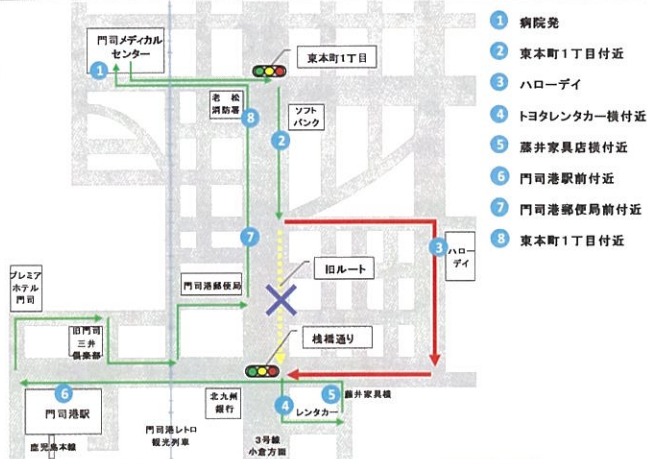 門司メディカル
センター
1
東本町1丁目
老松
消防署
8
ソフト
バンク
2
7
3
ハロー
デイ
旧ルート
門司港郵便局
プレミア
ホテル
門司
旧門司
三井
倶楽部
桟橋通り
6
門司港駅
鹿児島本線
門司港レトロ
観光列車
北九州
銀行
4
レンタカー
5
藤井家具横
3号線
小倉方面
1 病院発
2 東本町1丁目付近
3 ハローデイ
4 トヨタレンタカー横付近
5 藤井家具店横付近
6 門司港駅前付近
7 門司港郵便局前付近
8 東本町1丁目付近